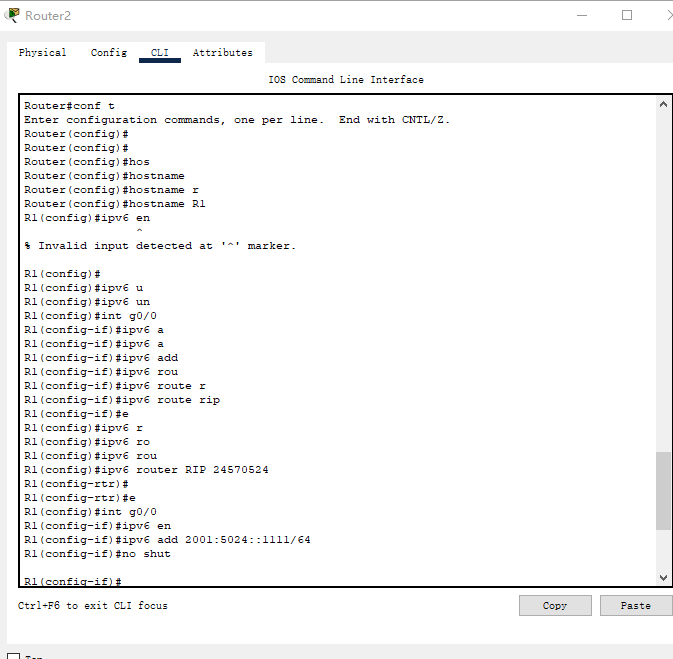 Router2
Physical Config CLI Attributes
IOS Command Line Interface
Router#conf t
Enter configuration commands, one per line.  End with CNTL/Z.
Router(config)#
Router(config)#
Router(config)#hos
Router(config)#hostname
Router(config)#hostname r
Router(config)#hostname R1
R1(config)#ipv6 en
^
% Invalid input detected at '^' marker.
R1(config)#
R1(config)#ipv6 u
R1(config)#ipv6 un
R1(config)#int g0/0
R1(config-if)#ipv6 a
R1(config-if)#ipv6 a
R1(config-if)#ipv6 add
R1(config-if)#ipv6 rou
R1(config-if)#ipv6 route r
R1(config-if)#ipv6 route rip
R1(config-if)#e
R1(config)#ipv6 r
R1(config)#ipv6 ro
R1(config)#ipv6 rou
R1(config)#ipv6 router RIP 24570524
R1(config-rtr)#
R1(config-rtr)#e
R1(config)#int g0/0
R1(config-if)#ipv6 en
R1(config-if)#ipv6 add 2001:5024::1111/64
R1(config-if)#no shut
R1(config-if)#
Ctrl+F6 to exit CLI focus
Copy Paste
Top